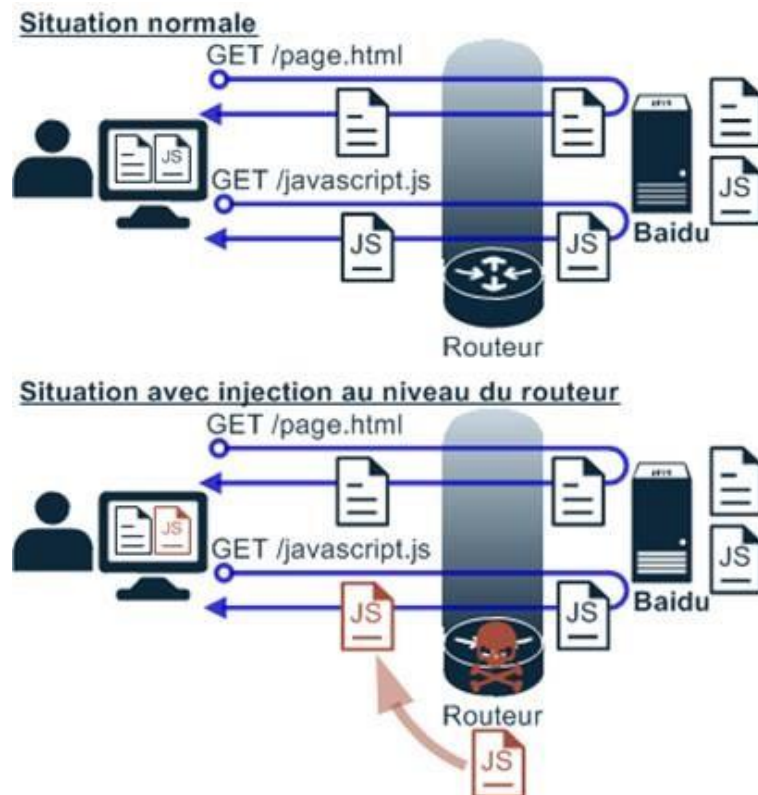 Situation normale
GET /page.html
JS
GET /javascript.js
JS
JS
JS
Baidu
Routeur
Situation avec injection au niveau du routeur
GET /page.html
JS
GET /javascript.js
JS
JS
JS
Baidu
Routeur
JS